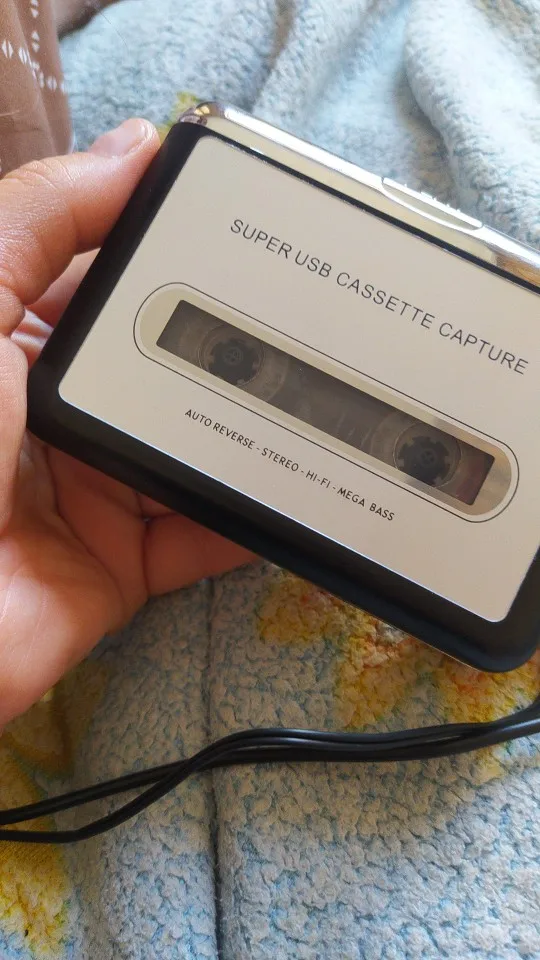 SUPER USB CASSETTE CAPTURE
AUTO REVERSE - STEREO - HI-FI - MEGA BASS